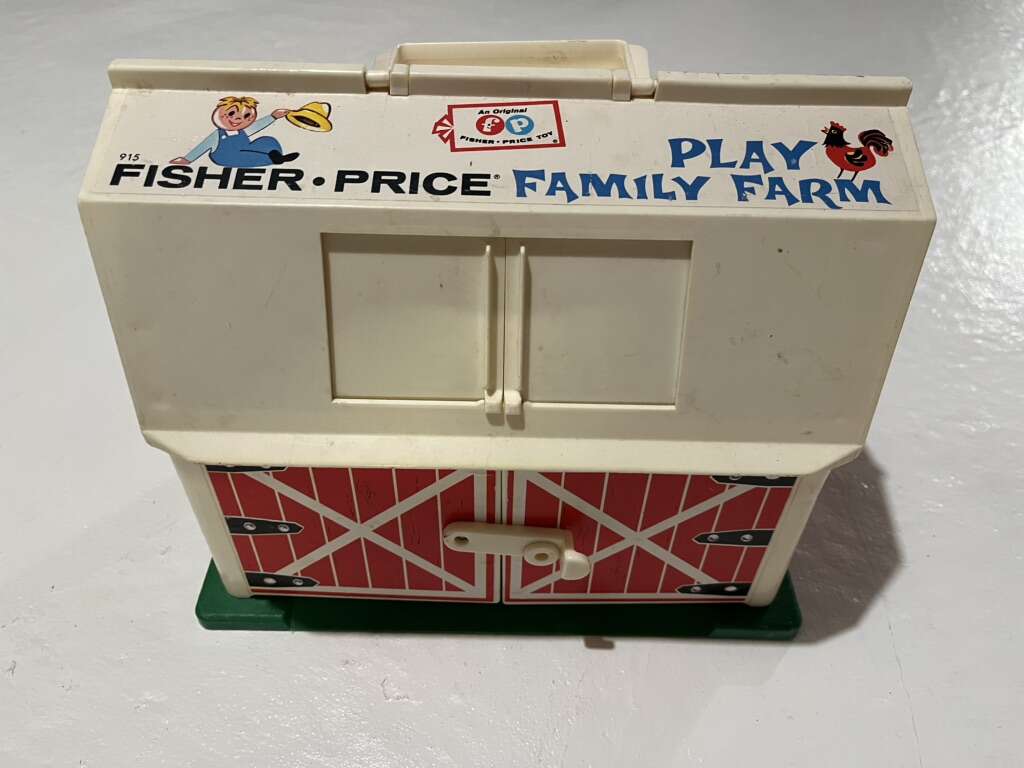 915
FISHER • PRICE®
An Original
fp
FISHER • PRICE TOY®
PLAY
FAMILY FARM